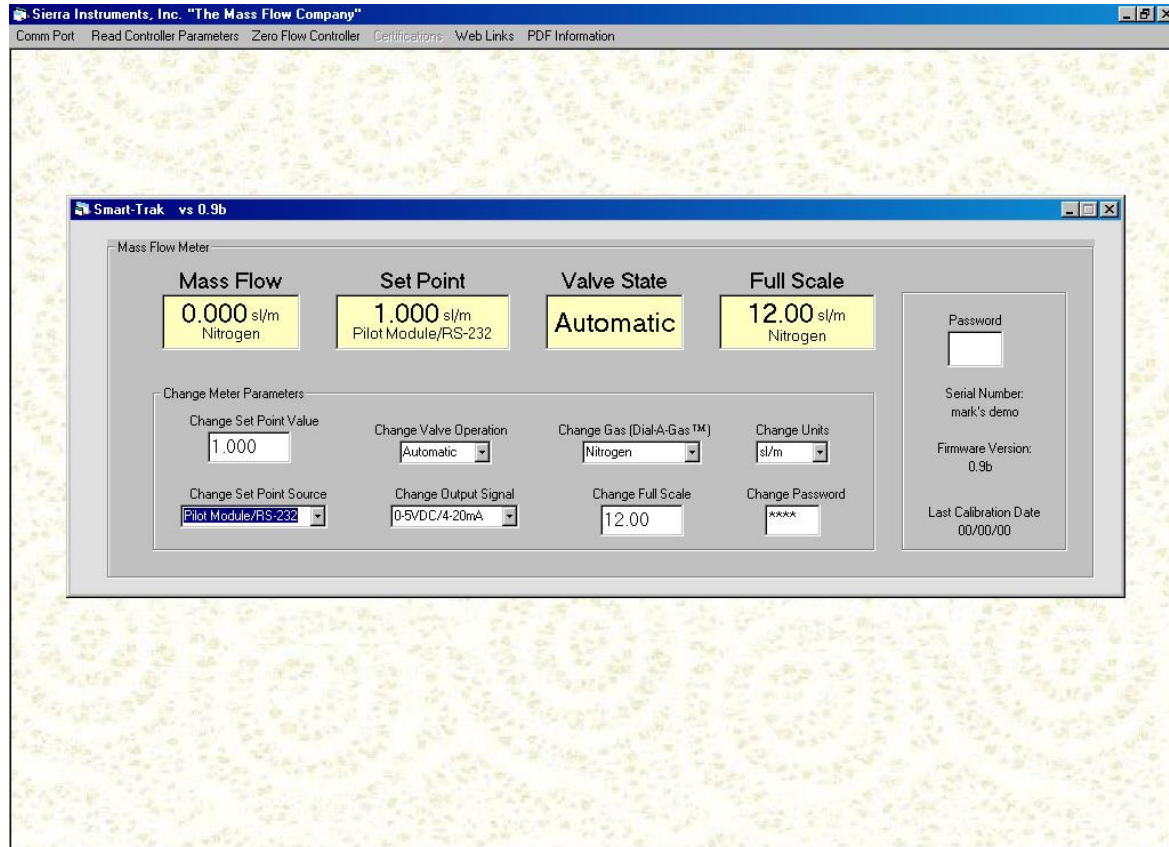 Sierra Instruments, Inc. "The Mass Flow Company"
Comm Port Read Controller Parameters Zero Flow Controller Certifications Web Links PDF Information
Smart-Trak vs 0.9b
Mass Flow Meter
Mass Flow Set Point Valve State Full Scale
0.000 sl/m 1.000 sl/m Automatic 12.00 sl/m
Nitrogen Pilot Module/RS-232 Nitrogen
Password
Change Meter Parameters
Change Set Point Value Change Valve Operation Change Gas (Dial-A-Gas™) Change Units
1.000 Automatic Nitrogen sl/m
Change Set Point Source Change Output Signal Change Full Scale Change Password
Pilot Module/RS-232 0-5VDC/4-20mA 12.00 ****
Serial Number:
mark's demo
Firmware Version:
0.9b
Last Calibration Date
00/00/00